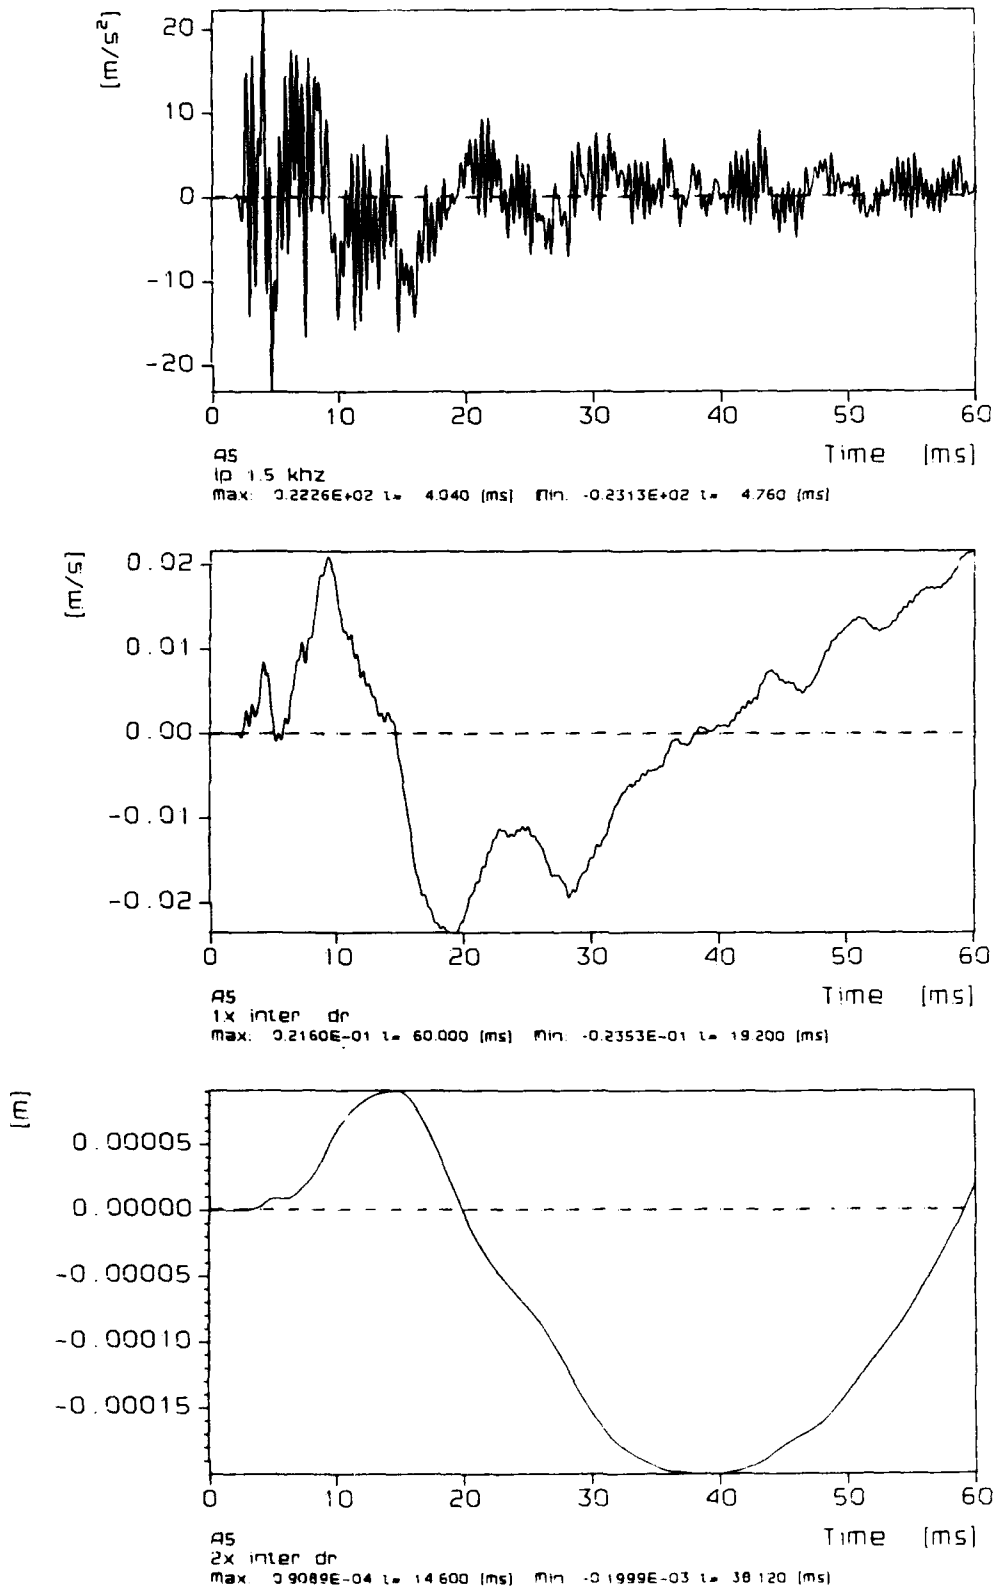 [m/s²]
20
10
0
-10
-20
0 10 20 30 40 50 60
Time [ms]
A5
lp 1.5 khz
max: 0.2226E+02 t= 4.040 [ms] min: -0.2313E+02 t= 4.760 [ms]
[m/s]
0.02
0.01
0.00
-0.01
-0.02
0 10 20 30 40 50 60
Time [ms]
A5
1x inter dr
max: 0.2160E-01 t= 60.000 [ms] min: -0.2353E-01 t= 19.200 [ms]
[m]
0.00005
0.00000
-0.00005
-0.00010
-0.00015
0 10 20 30 40 50 60
Time [ms]
A5
2x inter dr
max: 0.9089E-04 t= 14.600 [ms] min -0.1999E-03 t= 38.120 [ms]